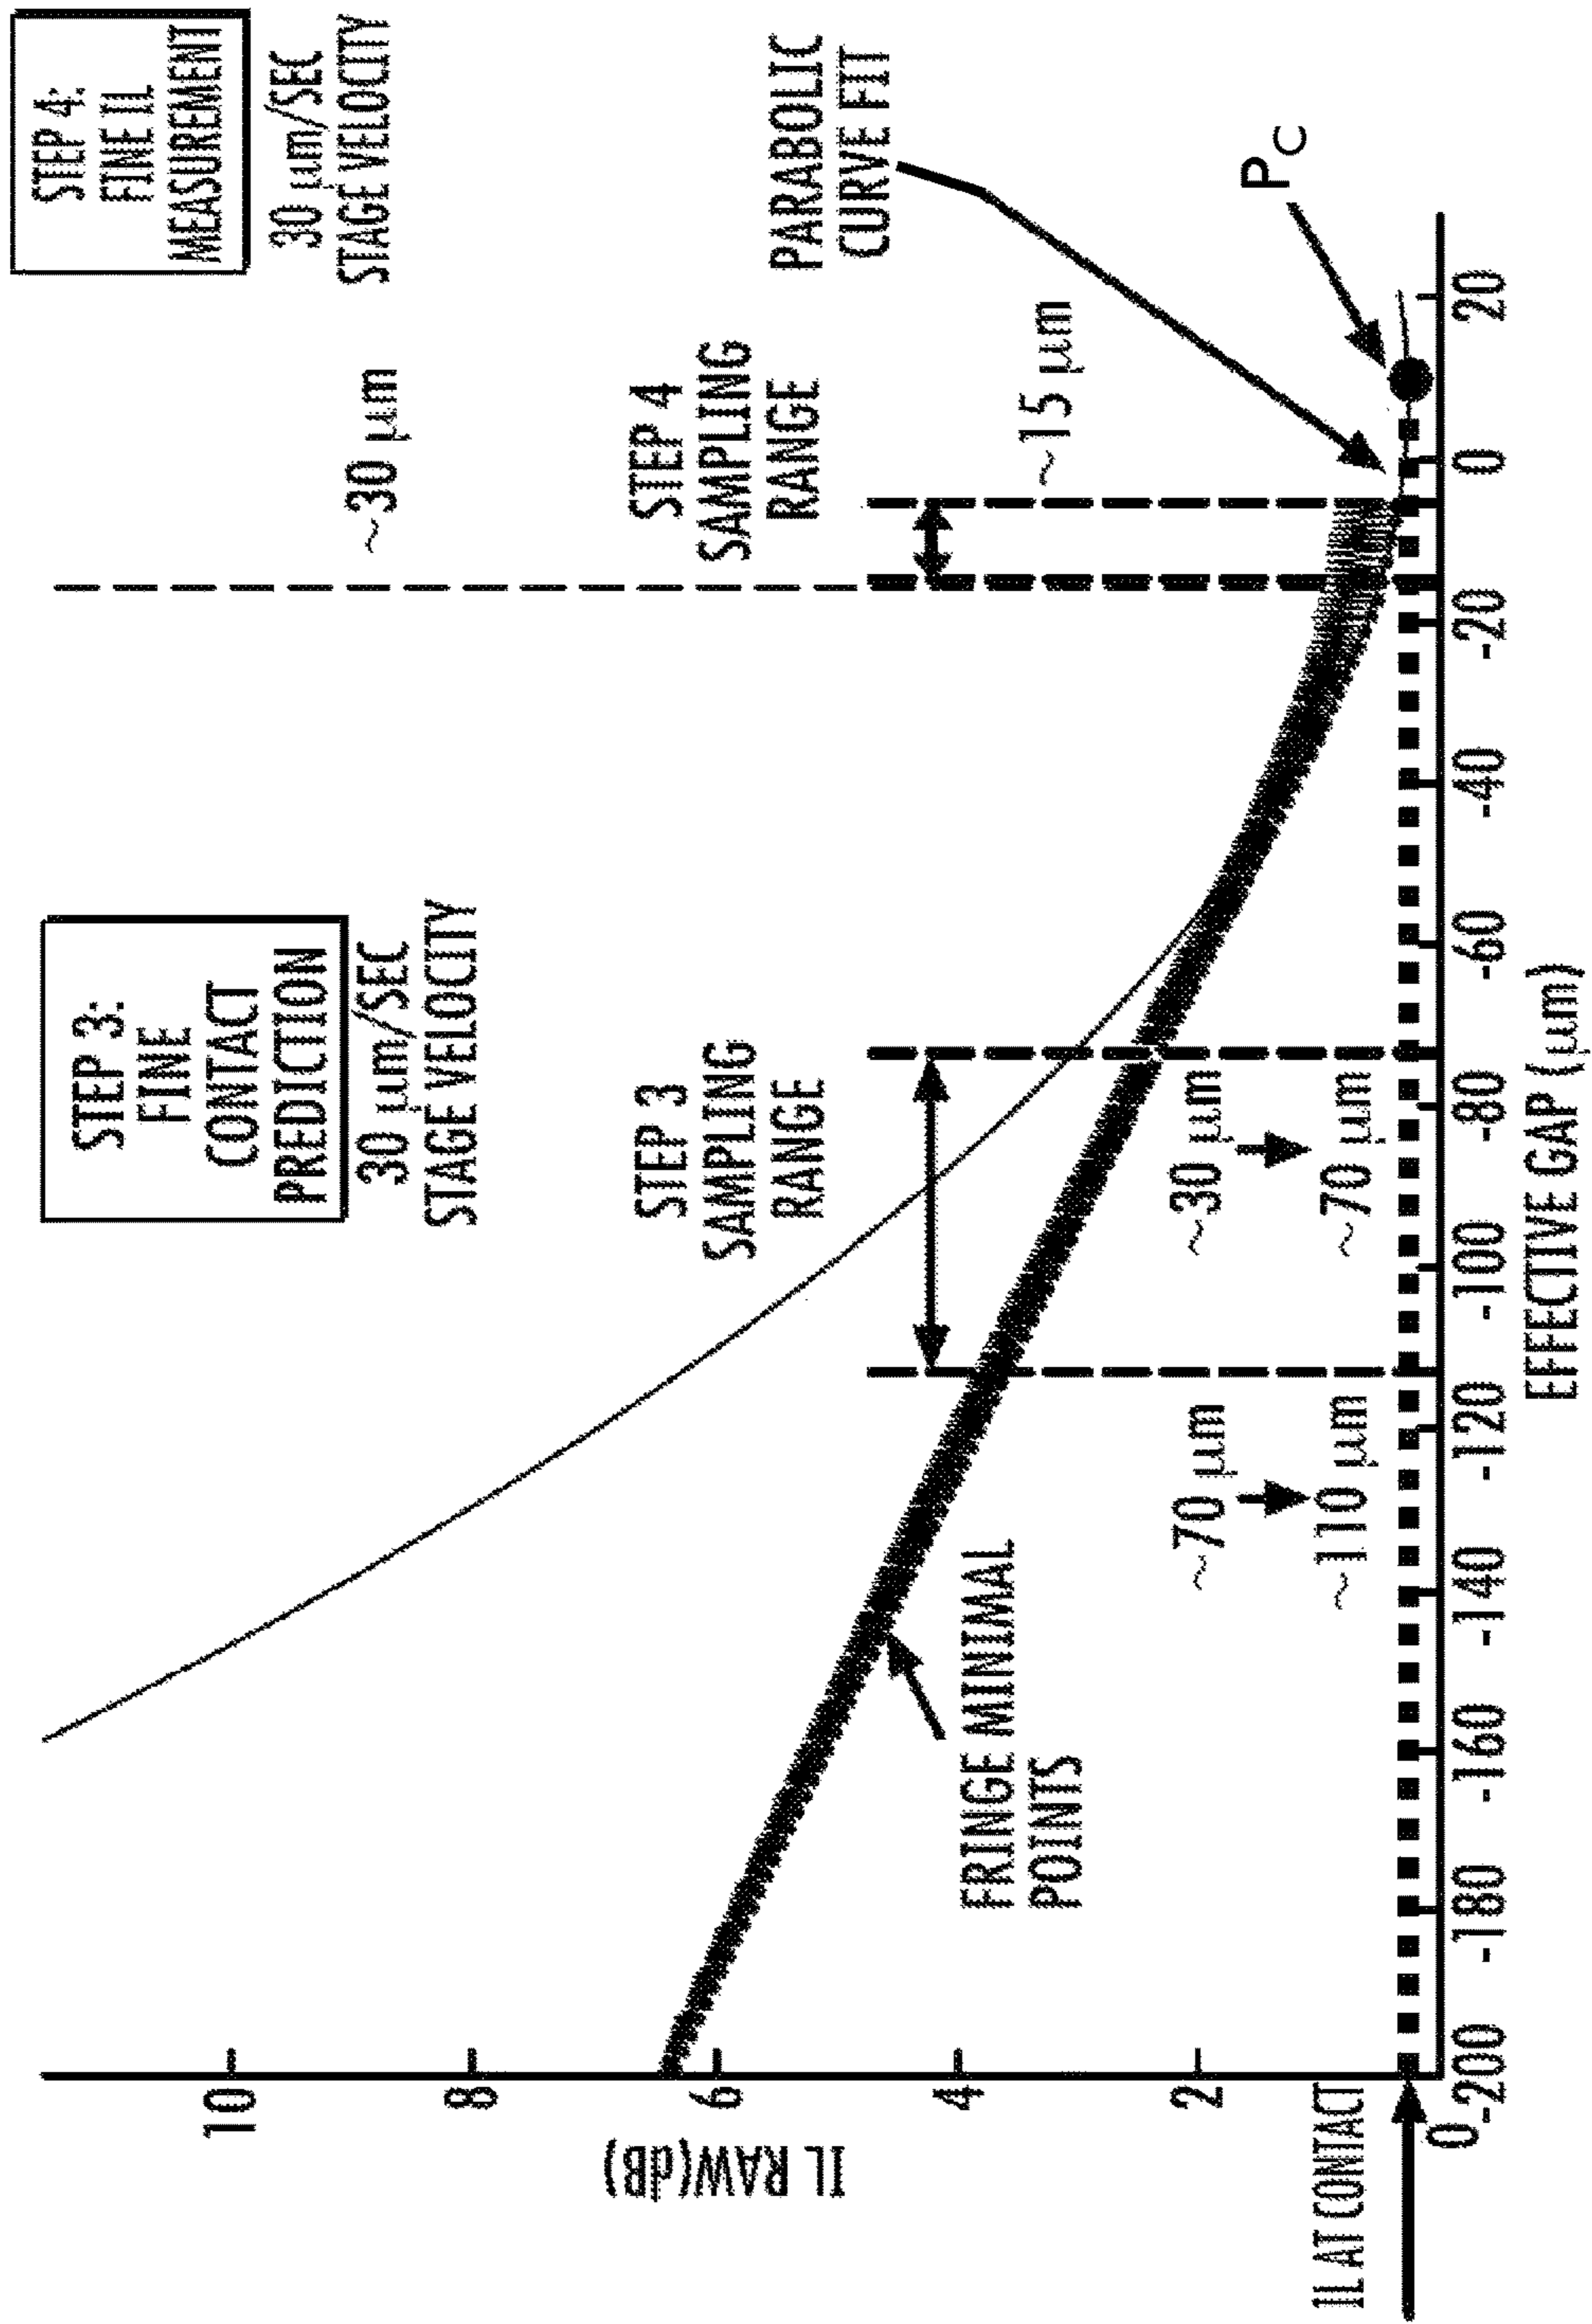 STEP 3:
FINE
CONTACT
PREDICTION
30 μm/SEC
STAGE VELOCITY
STEP 4:
FINE IL
MEASUREMENT
30 μm/SEC
STAGE VELOCITY
~30 μm
STEP 3
SAMPLING
RANGE
STEP 4
SAMPLING
RANGE
PARABOLIC
CURVE FIT
~15 μm
PC
FRINGE MINIMAL
POINTS
~70 μm
~110 μm
~30 μm
~70 μm
IL RAW(dB)
10
8
6
4
2
0
IL AT CONTACT
-200 -180 -160 -140 -120 -100 -80 -60 -40 -20 0 20
EFFECTIVE GAP (μm)